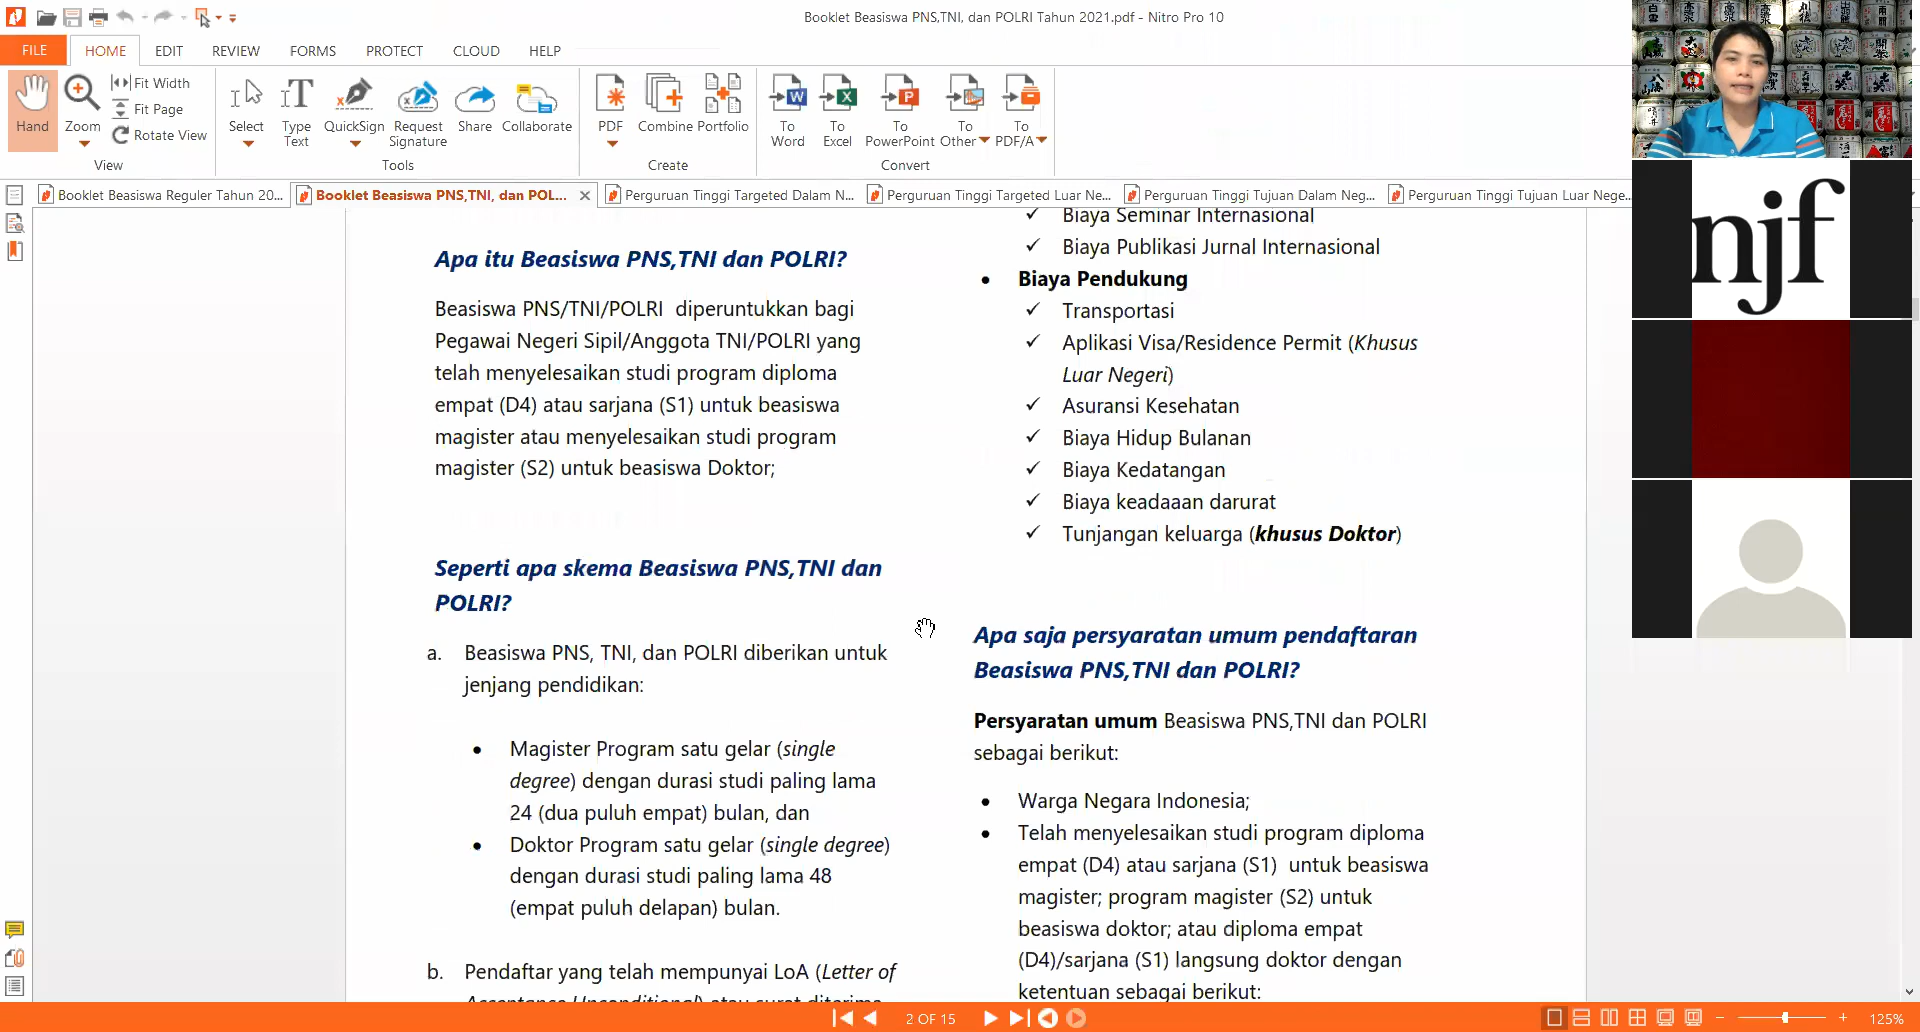 Booklet Beasiswa PNS,TNI, dan POLRI Tahun 2021.pdf - Nitro Pro 10
FILE HOME EDIT REVIEW FORMS PROTECT CLOUD HELP
Hand
Zoom
Fit Width
Fit Page
Rotate View
View
Select
Type Text
QuickSign
Request Signature
Share
Collaborate
Tools
PDF
Combine
Portfolio
Create
To Word
To Excel
To PowerPoint
To Other
To PDF/A
Convert
Booklet Beasiswa Reguler Tahun 20...
Booklet Beasiswa PNS,TNI, dan POL...
Perguruan Tinggi Targeted Dalam N...
Perguruan Tinggi Targeted Luar Ne...
Perguruan Tinggi Tujuan Dalam Neg...
Perguruan Tinggi Tujuan Luar Nege...
Apa itu Beasiswa PNS,TNI dan POLRI?
Beasiswa PNS/TNI/POLRI diperuntukkan bagi
Pegawai Negeri Sipil/Anggota TNI/POLRI yang
telah menyelesaikan studi program diploma
empat (D4) atau sarjana (S1) untuk beasiswa
magister atau menyelesaikan studi program
magister (S2) untuk beasiswa Doktor;
Seperti apa skema Beasiswa PNS,TNI dan
POLRI?
a. Beasiswa PNS, TNI, dan POLRI diberikan untuk
jenjang pendidikan:
• Magister Program satu gelar (single
degree) dengan durasi studi paling lama
24 (dua puluh empat) bulan, dan
• Doktor Program satu gelar (single degree)
dengan durasi studi paling lama 48
(empat puluh delapan) bulan.
b. Pendaftar yang telah mempunyai LoA (Letter of
Acceptance Unconditional) atau surat diterima
✓ Biaya Seminar Internasional
✓ Biaya Publikasi Jurnal Internasional
• Biaya Pendukung
✓ Transportasi
✓ Aplikasi Visa/Residence Permit (Khusus
Luar Negeri)
✓ Asuransi Kesehatan
✓ Biaya Hidup Bulanan
✓ Biaya Kedatangan
✓ Biaya keadaaan darurat
✓ Tunjangan keluarga (khusus Doktor)
Apa saja persyaratan umum pendaftaran
Beasiswa PNS,TNI dan POLRI?
Persyaratan umum Beasiswa PNS,TNI dan POLRI
sebagai berikut:
• Warga Negara Indonesia;
• Telah menyelesaikan studi program diploma
empat (D4) atau sarjana (S1) untuk beasiswa
magister; program magister (S2) untuk
beasiswa doktor; atau diploma empat
(D4)/sarjana (S1) langsung doktor dengan
ketentuan sebagai berikut:
njf
2 OF 15
125%